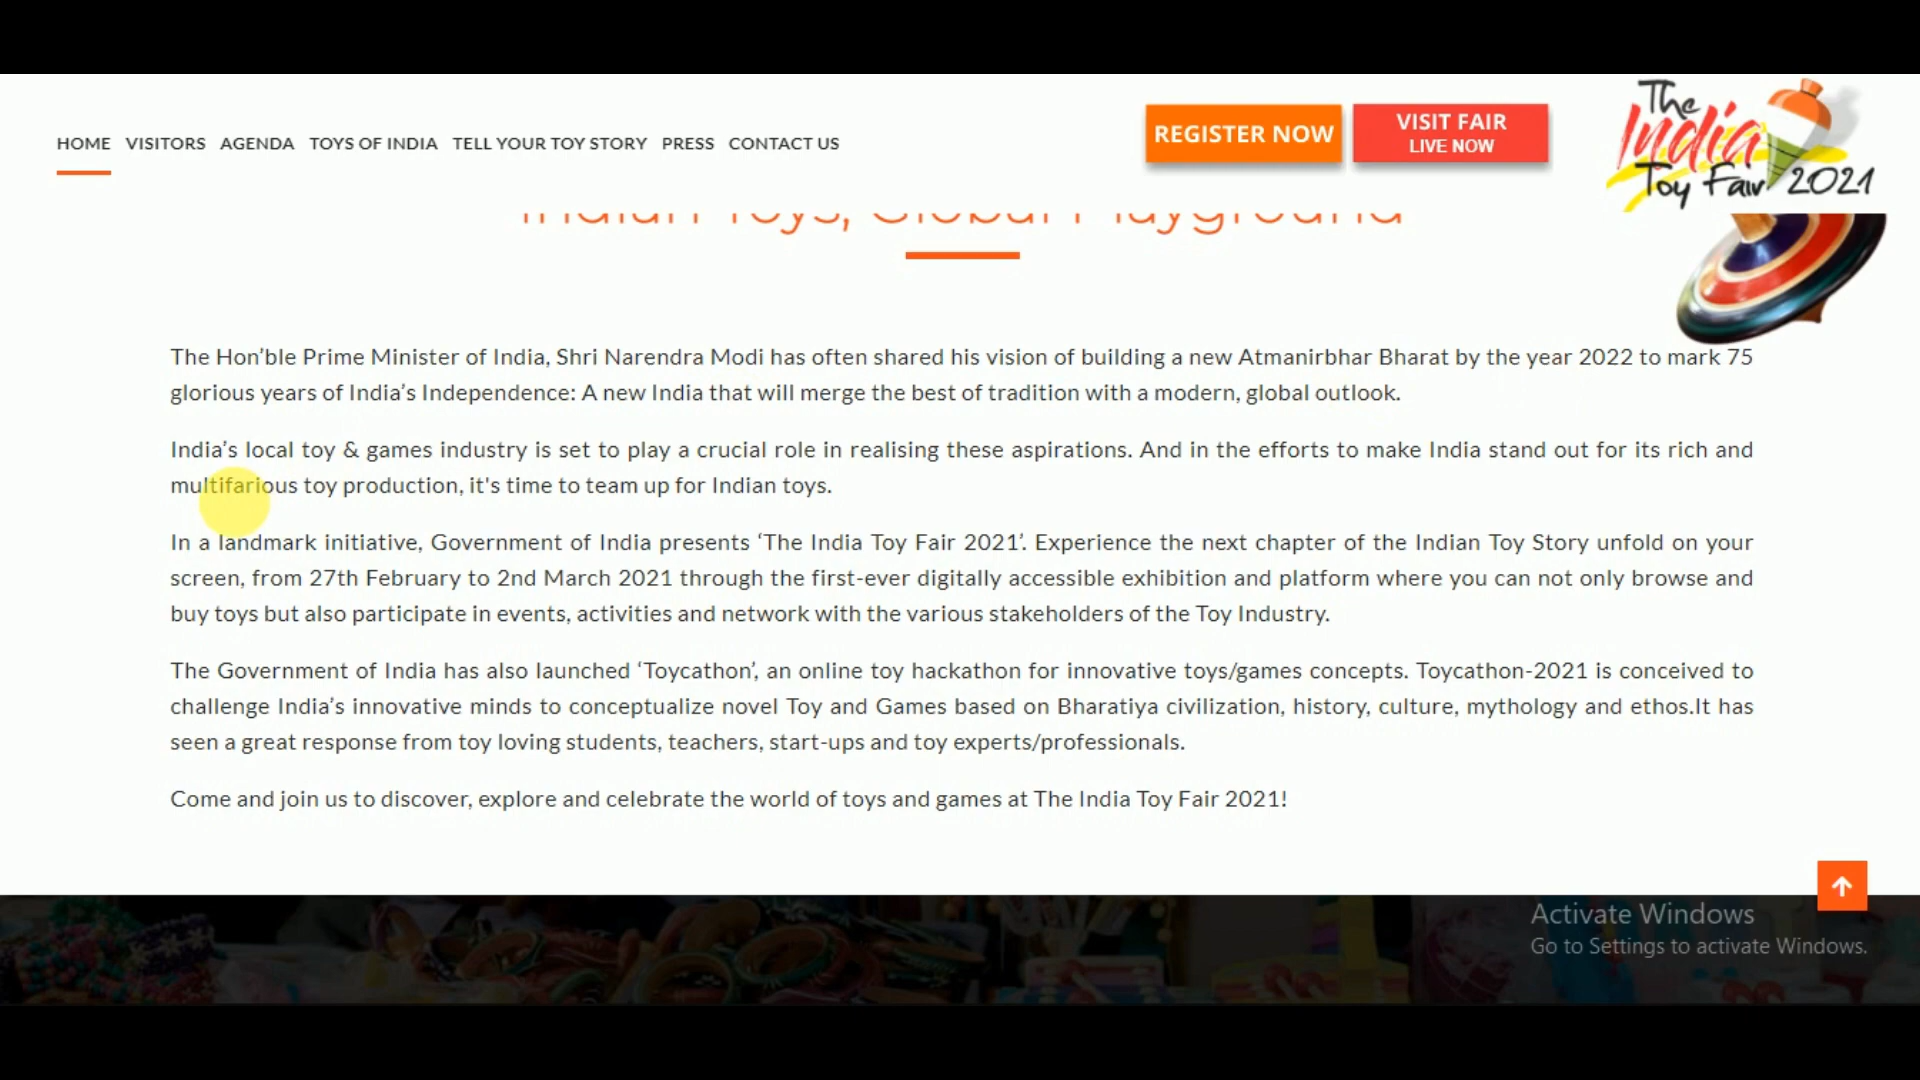 HOME VISITORS AGENDA TOYS OF INDIA TELL YOUR TOY STORY PRESS CONTACT US
REGISTER NOW
VISIT FAIR
LIVE NOW
The
India
Toy Fair 2021
Indian Toys, Global Playground
The Hon’ble Prime Minister of India, Shri Narendra Modi has often shared his vision of building a new Atmanirbhar Bharat by the year 2022 to mark 75
glorious years of India’s Independence: A new India that will merge the best of tradition with a modern, global outlook.
India’s local toy & games industry is set to play a crucial role in realising these aspirations. And in the efforts to make India stand out for its rich and
multifarious toy production, it's time to team up for Indian toys.
In a landmark initiative, Government of India presents ‘The India Toy Fair 2021’. Experience the next chapter of the Indian Toy Story unfold on your
screen, from 27th February to 2nd March 2021 through the first-ever digitally accessible exhibition and platform where you can not only browse and
buy toys but also participate in events, activities and network with the various stakeholders of the Toy Industry.
The Government of India has also launched ‘Toycathon’, an online toy hackathon for innovative toys/games concepts. Toycathon-2021 is conceived to
challenge India’s innovative minds to conceptualize novel Toy and Games based on Bharatiya civilization, history, culture, mythology and ethos.It has
seen a great response from toy loving students, teachers, start-ups and toy experts/professionals.
Come and join us to discover, explore and celebrate the world of toys and games at The India Toy Fair 2021!
Activate Windows
Go to Settings to activate Windows.